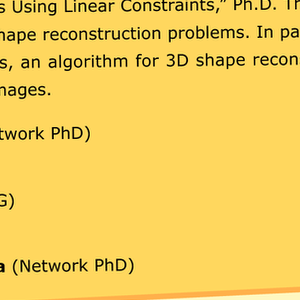 s Using Linear Constraints,” Ph.D. Th
hape reconstruction problems. In pa
s, an algorithm for 3D shape recons
mages.
twork PhD)
G)
a (Network PhD)